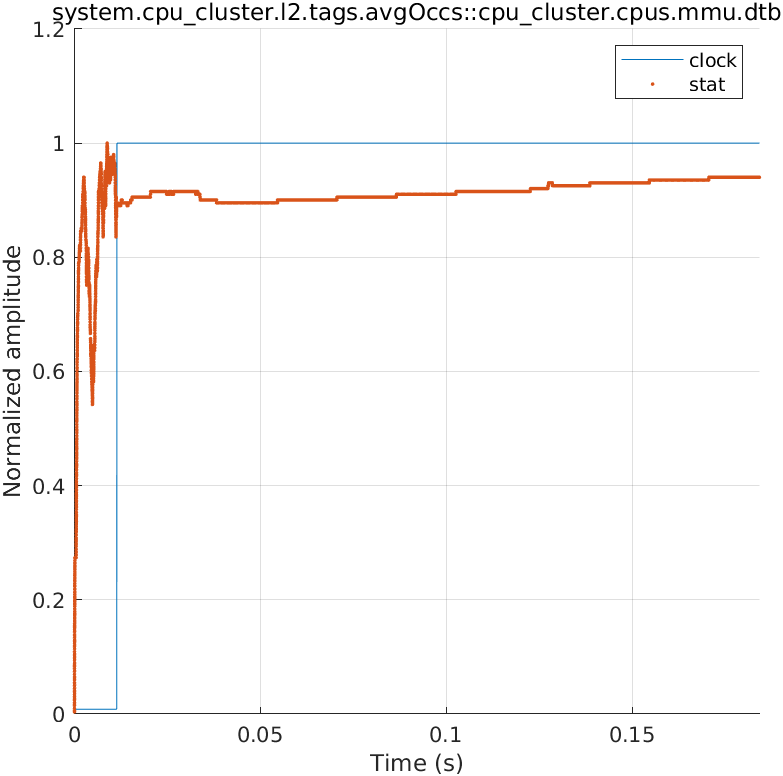 system.cpu_cluster.l2.tags.avgOccs::cpu_cluster.cpus.mmu.dtb
1.2
clock
stat
1
0.8
0.6
0.4
0.2
0
Normalized amplitude
0 0.05 0.1 0.15
Time (s)